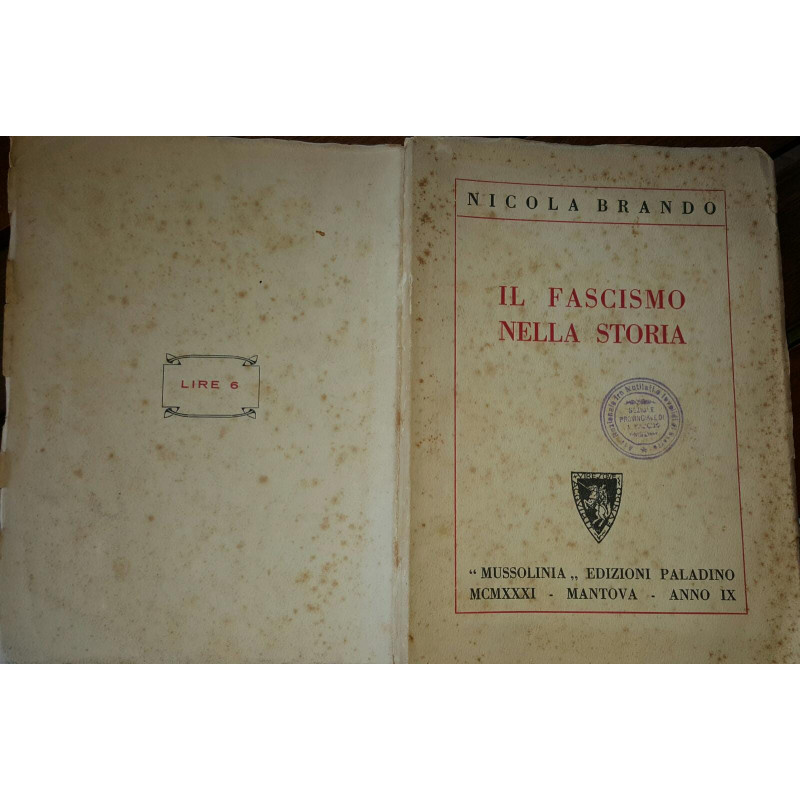 LIRE 6
NICOLA BRANDO
IL FASCISMO
NELLA STORIA
“ MUSSOLINIA „ EDIZIONI PALADINO
MCMXXXI - MANTOVA - ANNO IX